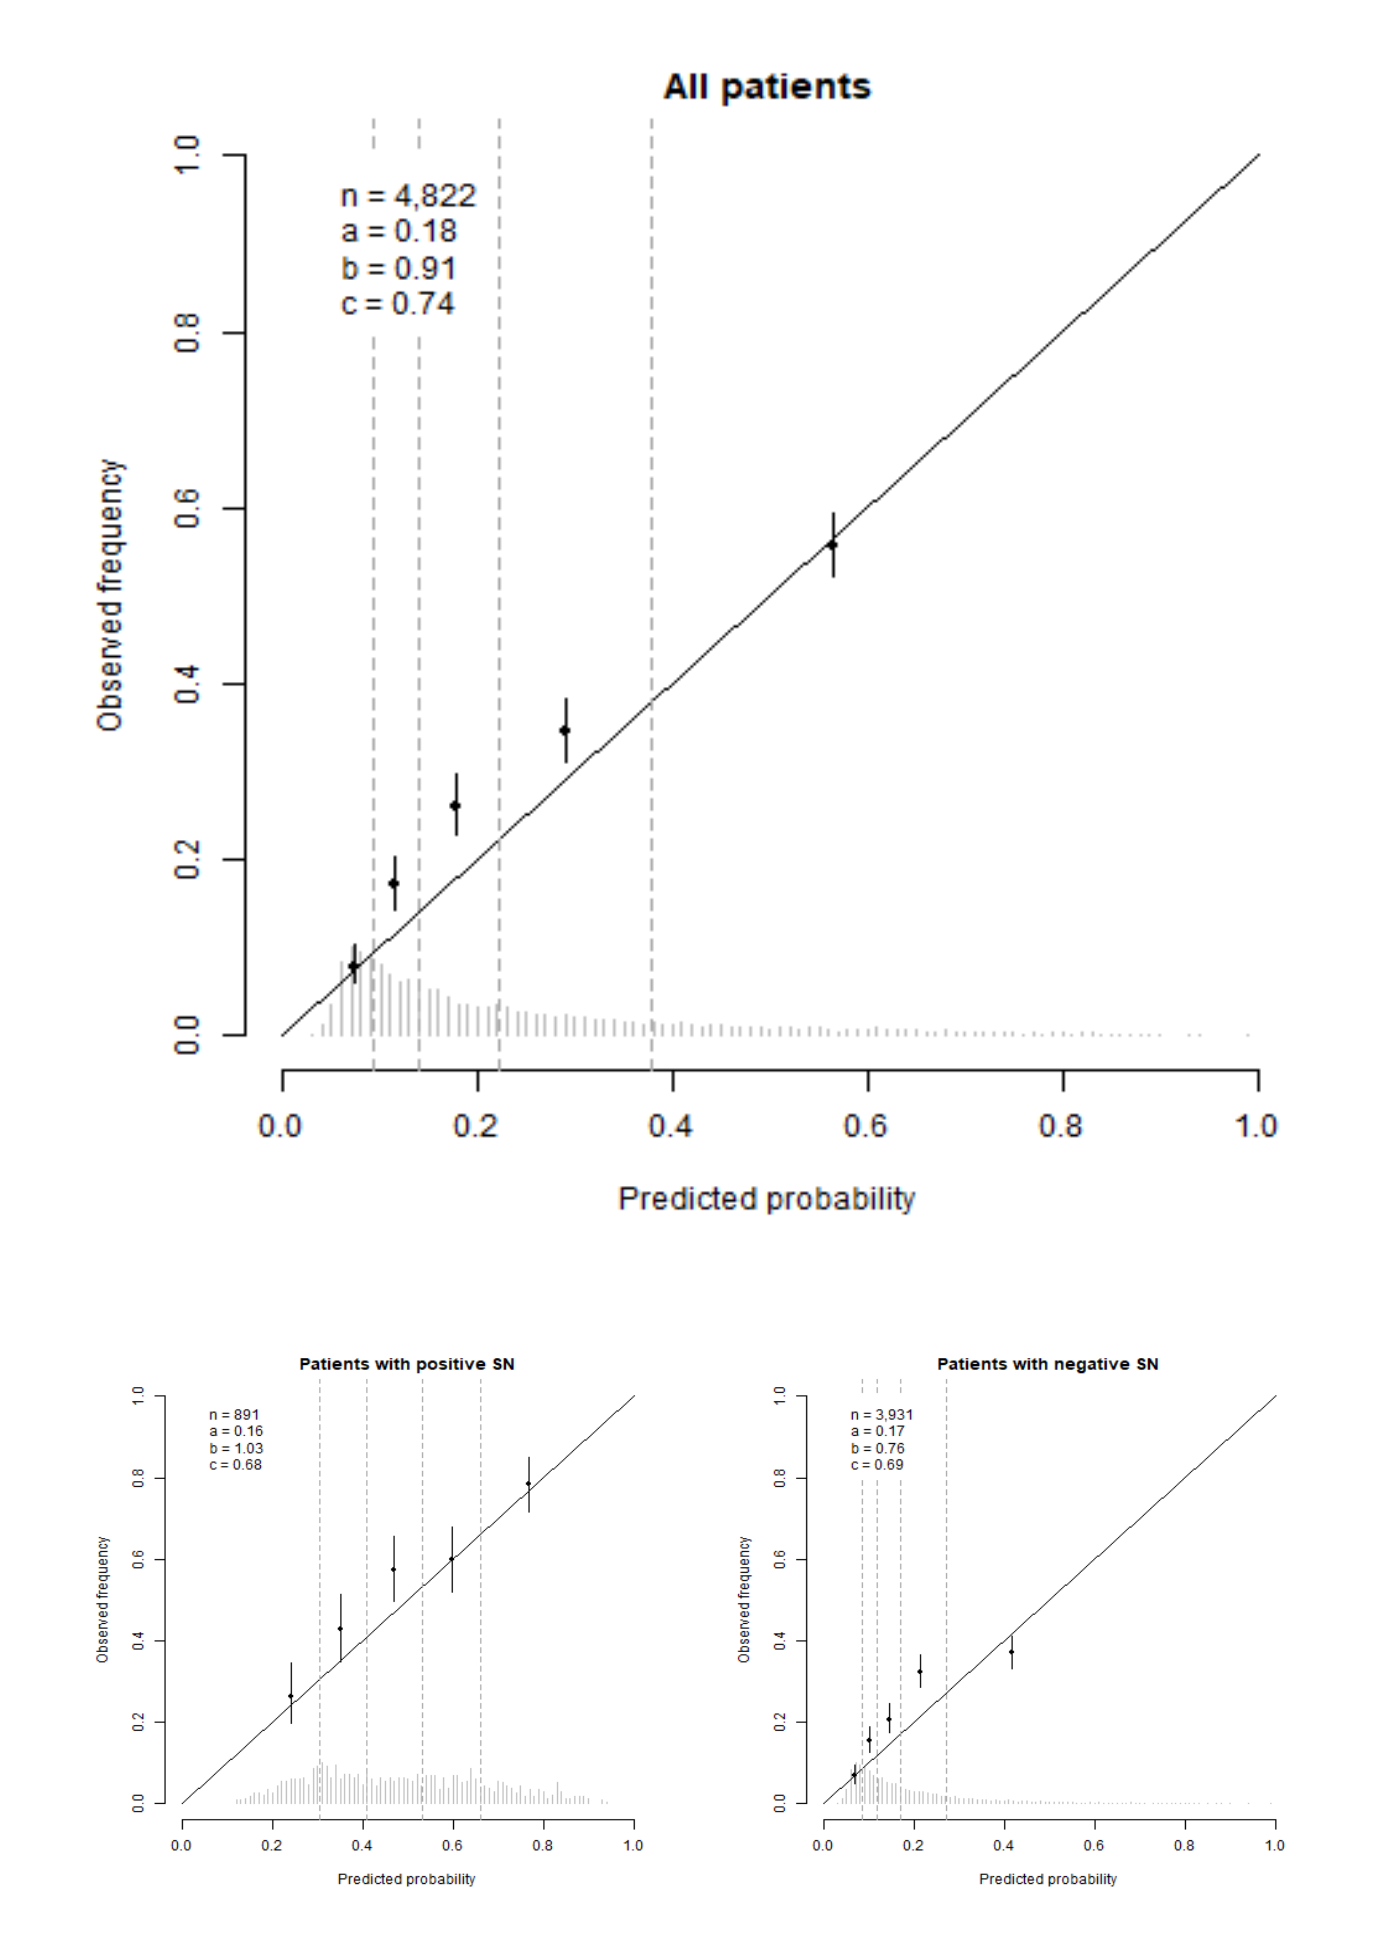 All patients
n = 4,822
a = 0.18
b = 0.91
c = 0.74
Observed frequency
1.0
0.8
0.6
0.4
0.2
0.0
0.0 0.2 0.4 0.6 0.8 1.0
Predicted probability
Patients with positive SN
n = 891
a = 0.16
b = 1.03
c = 0.68
Observed frequency
1.0
0.8
0.6
0.4
0.2
0.0
0.0 0.2 0.4 0.6 0.8 1.0
Predicted probability
Patients with negative SN
n = 3,931
a = 0.17
b = 0.76
c = 0.69
Observed frequency
1.0
0.8
0.6
0.4
0.2
0.0
0.0 0.2 0.4 0.6 0.8 1.0
Predicted probability